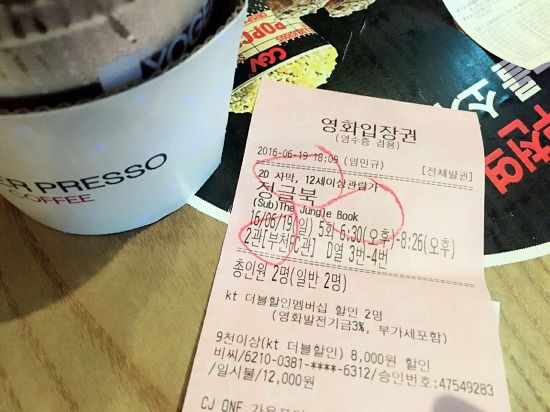 VOGE
ER PRESSO
COFFEE
POPCO
CGV
영화입장권
(영수증 겸용)
2016-06-19 18:09 (엄민규) [전체발권]
2D 자막, 12세이상관람가
정글북
(Sub)The Jungle Book
16/06/19(일) 5회 6:30(오후)-8:26(오후)
2관[부천FC관] D열 3번-4번
총인원 2명(일반 2명)
kt 더블할인멤버십 할인 2명
(영화발전기금3%, 부가세포함)
9천이상(kt 더블할인) 8,000원 할인
비씨/6210-0381-****-6312/승인번호:47549283
/일시불/12,000원
CJ ONE